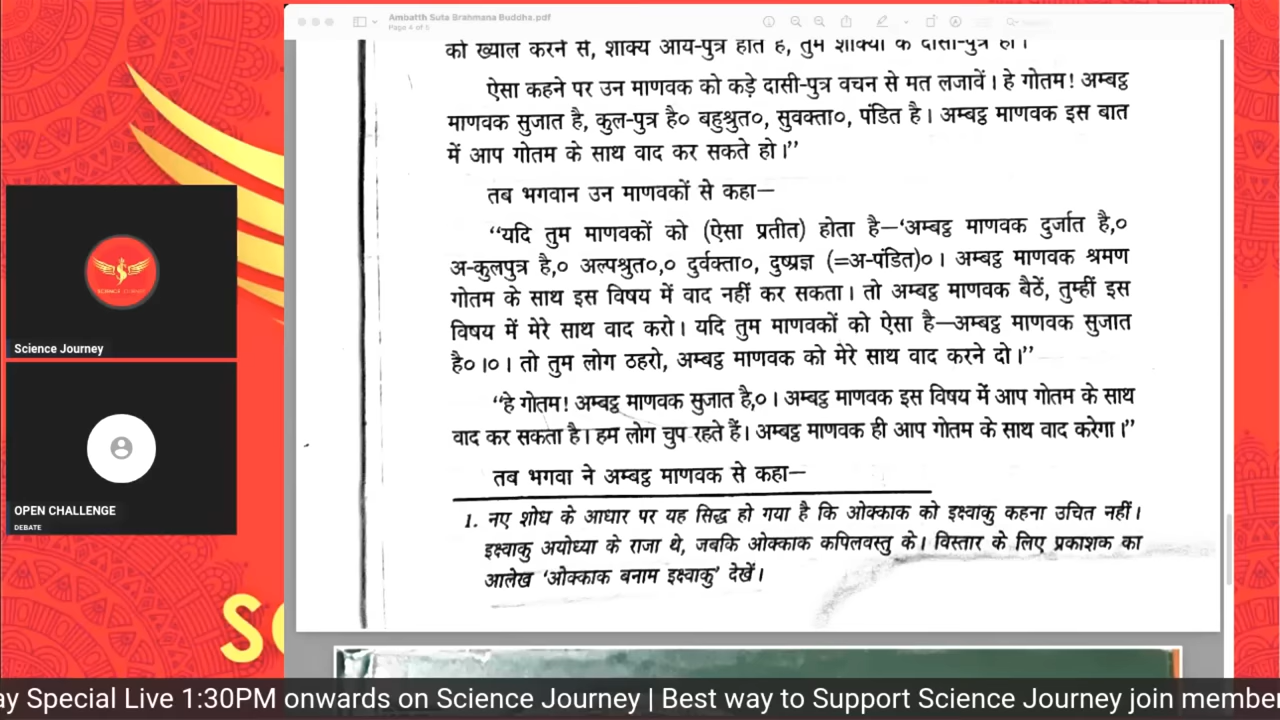 Ambatth Suta Brahmana Buddha.pdf
Page 4 of 5
को ख्याल करने से, शाक्य
ऐसा कहने पर उन माणवक को कड़े दासी-पुत्र वचन से मत लजावें। हे गोतम! अम्बट्ठ
माणवक सुजात है, कुल-पुत्र है० बहुश्रुत०, सुवक्ता०, पंडित है। अम्बट्ठ माणवक इस बात
में आप गोतम के साथ वाद कर सकते हो।”
तब भगवान उन माणवकों से कहा—
“यदि तुम माणवकों को (ऐसा प्रतीत) होता है—‘अम्बट्ठ माणवक दुर्जात है,०
अ-कुलपुत्र है,० अल्पश्रुत०,० दुर्वक्ता०, दुष्प्रज्ञ (=अ-पंडित)०। अम्बट्ठ माणवक श्रमण
गोतम के साथ इस विषय में वाद नहीं कर सकता। तो अम्बट्ठ माणवक बैठें, तुम्हीं इस
विषय में मेरे साथ वाद करो। यदि तुम माणवकों को ऐसा है—अम्बट्ठ माणवक सुजात
है०।०। तो तुम लोग ठहरो, अम्बट्ठ माणवक को मेरे साथ वाद करने दो।”
“हे गोतम! अम्बट्ठ माणवक सुजात है,०। अम्बट्ठ माणवक इस विषय में आप गोतम के साथ
वाद कर सकता है। हम लोग चुप रहते हैं। अम्बट्ठ माणवक ही आप गोतम के साथ वाद करेगा।”
तब भगवा ने अम्बट्ठ माणवक से कहा—
1. नए शोध के आधार पर यह सिद्ध हो गया है कि ओक्काक को इक्ष्वाकु कहना उचित नहीं।
इक्ष्वाकु अयोध्या के राजा थे, जबकि ओक्काक कपिलवस्तु के। विस्तार के लिए प्रकाशक का
आलेख ‘ओक्काक बनाम इक्ष्वाकु’ देखें।
Science Journey
OPEN CHALLENGE
DEBATE
ay Special Live 1:30PM onwards on Science Journey | Best way to Support Science Journey join member